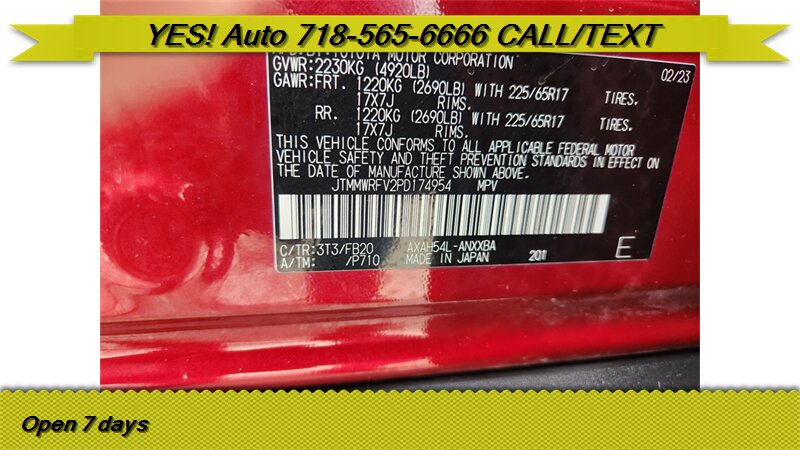 YES! Auto 718-565-6666 CALL/TEXT
MOTOR CORPORATION
GVWR:2230KG (4920LB) 02/23
GAWR:FRT. 1220KG (2690LB) WITH 225/65R17 TIRES.
17X7J RIMS.
RR. 1220KG (2690LB) WITH 225/65R17 TIRES.
17X7J RIMS.
THIS VEHICLE CONFORMS TO ALL APPLICABLE FEDERAL MOTOR
VEHICLE SAFETY AND THEFT PREVENTION STANDARDS IN EFFECT ON
THE DATE OF MANUFACTURE SHOWN ABOVE.
JTMMWRFV2PD174954 MPV
C/TR:3T3/FB20 AXAH54L-ANXXBA
A/TM: /P710 MADE IN JAPAN
E
Open 7 days